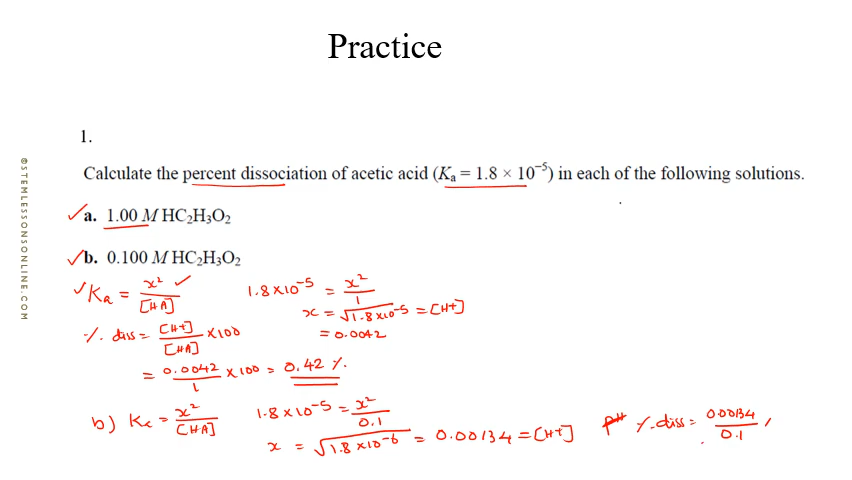 Practice
1.
Calculate the percent dissociation of acetic acid (Kₐ = 1.8 × 10⁻⁵) in each of the following solutions.
a. 1.00 M HC₂H₃O₂
b. 0.100 M HC₂H₃O₂
✓Ka = x²/[HA] ✓ 1.8×10⁻⁵ = x²/1
x = √1.8×10⁻⁵ = [H+]
% diss = [H+]/[HA] ×100 = 0.0042
= 0.0042/1 × 100 = 0.42 %.
b) Ka = x²/[HA] 1.8×10⁻⁵ = x²/0.1
x = √1.8×10⁻⁶ = 0.00134 = [H+] %.diss = 0.00134/0.1
@STEMLESSONSONLINE.COM